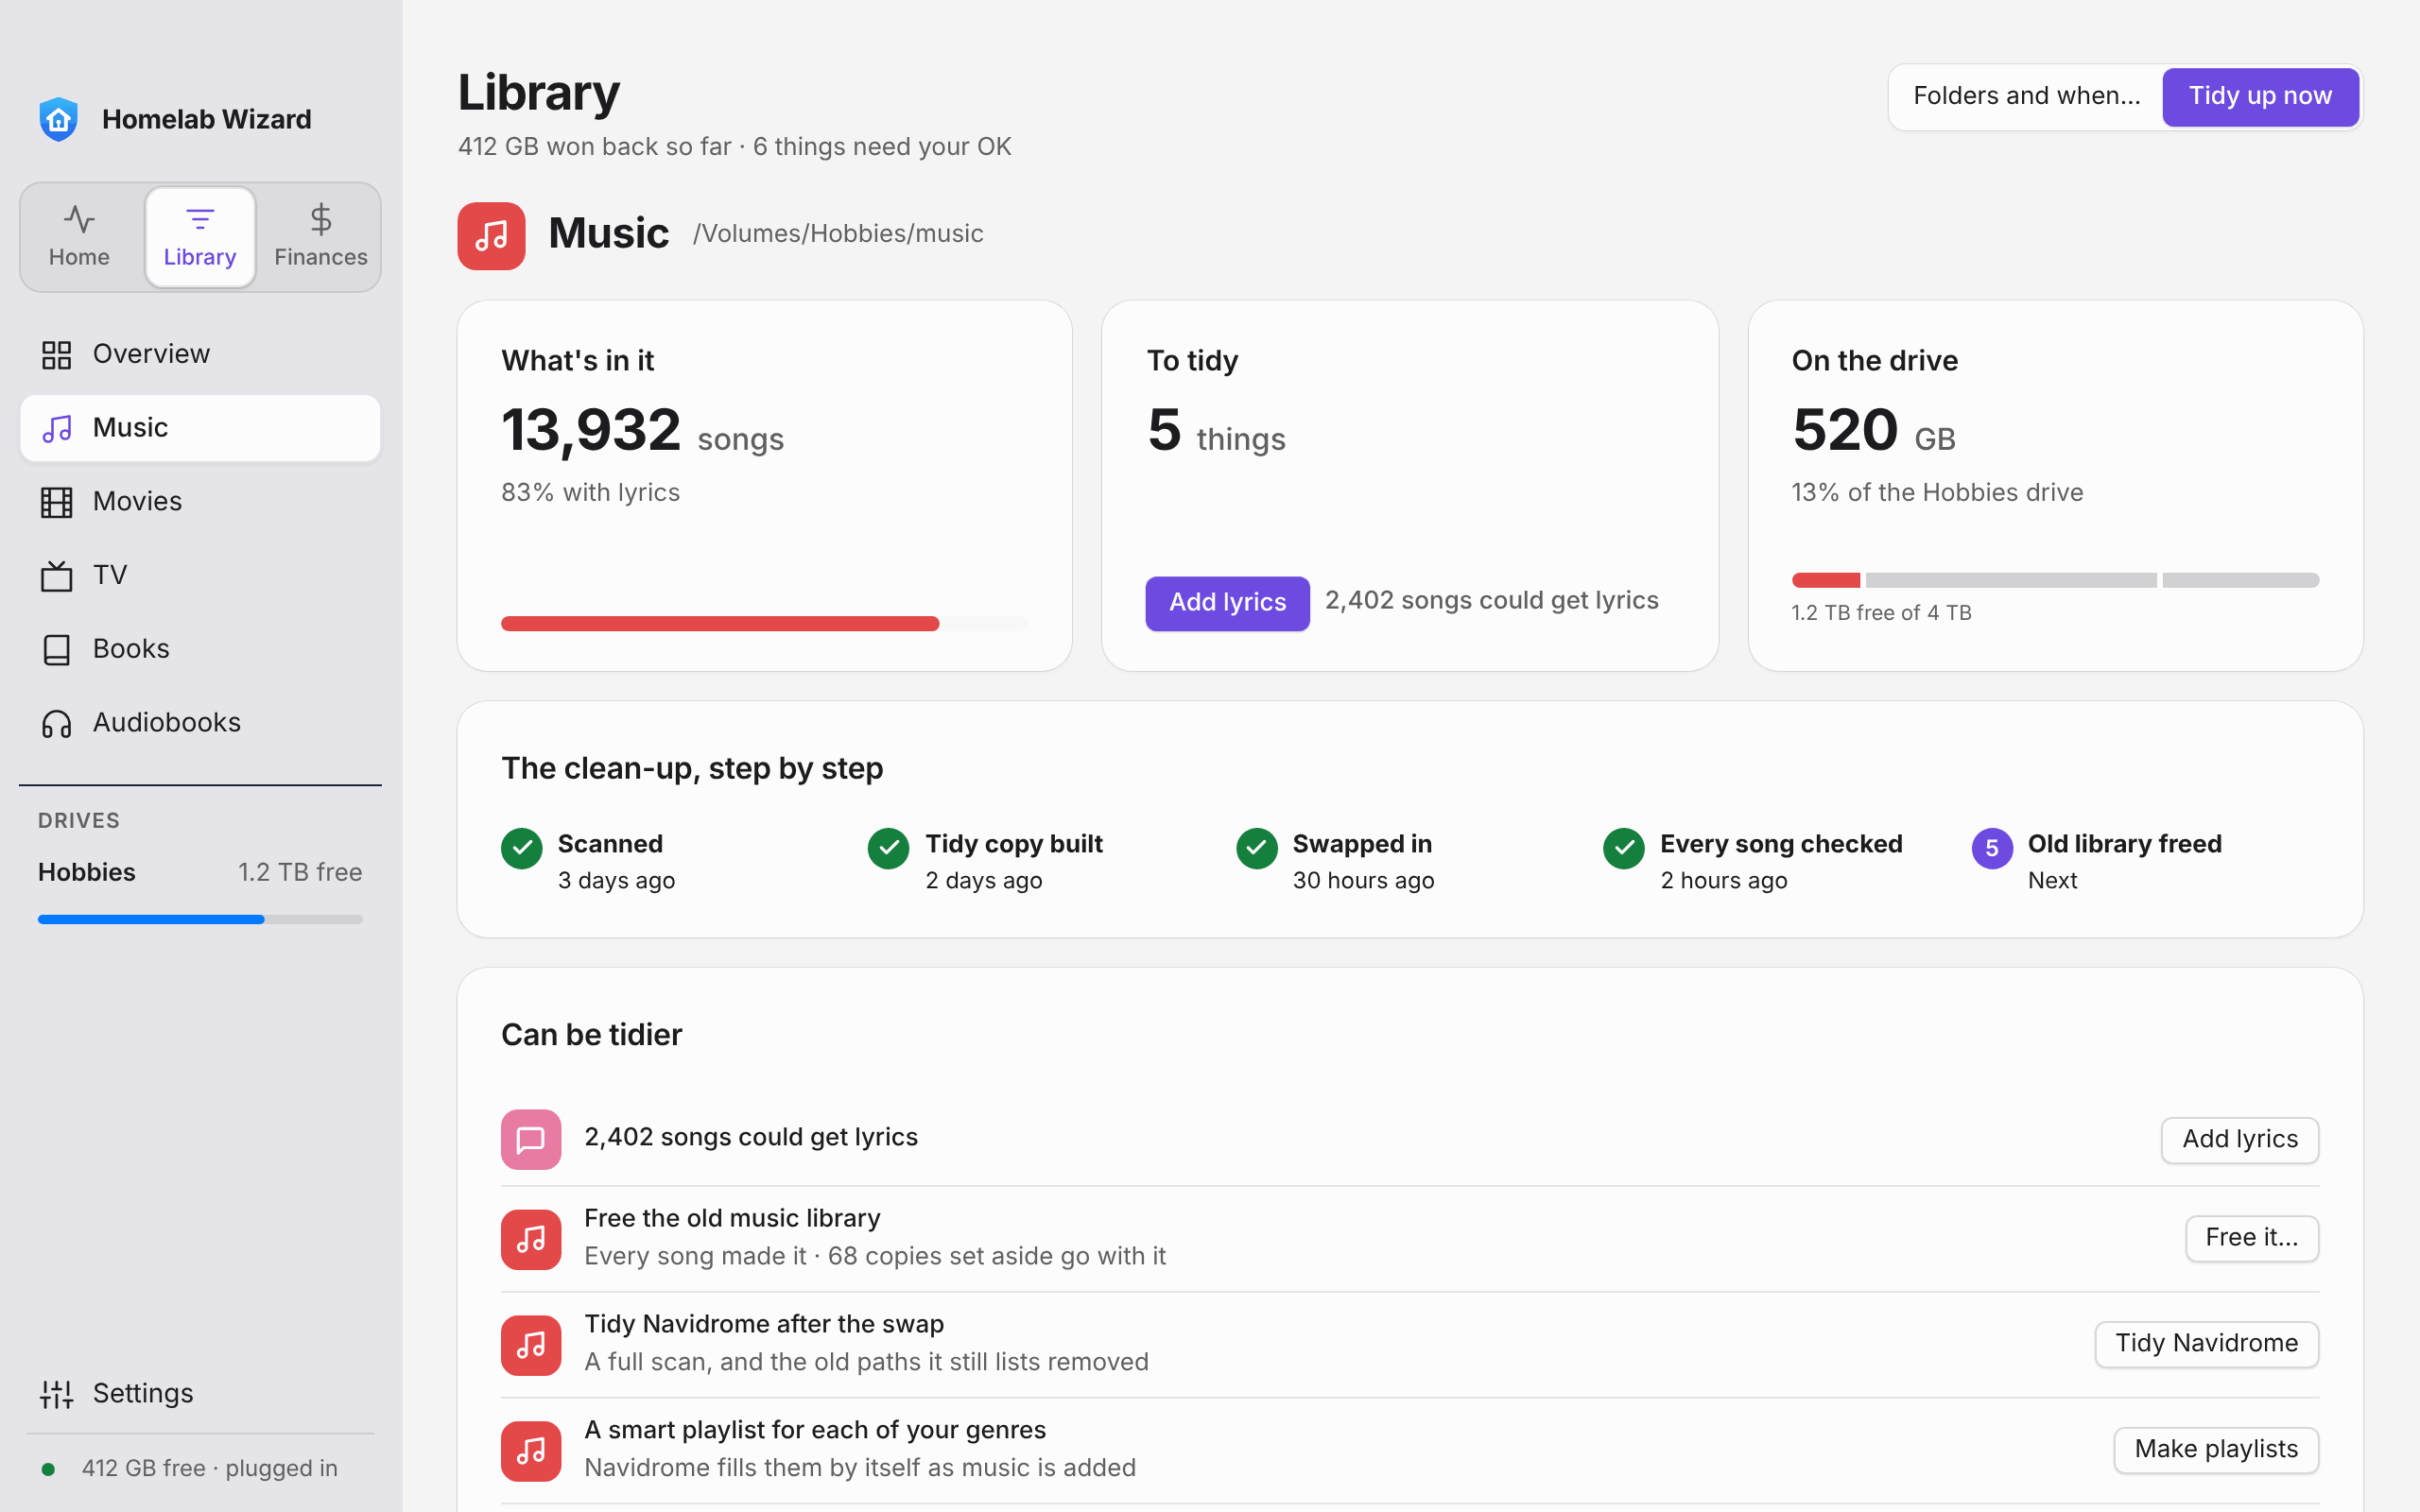 Homelab Wizard
Home
Library
Finances
Overview
Music
Movies
TV
Books
Audiobooks
DRIVES
Hobbies 1.2 TB free
Settings
412 GB free · plugged in
Library
412 GB won back so far · 6 things need your OK
Folders and when...
Tidy up now
Music /Volumes/Hobbies/music
What's in it
13,932 songs
83% with lyrics
To tidy
5 things
Add lyrics 2,402 songs could get lyrics
On the drive
520 GB
13% of the Hobbies drive
1.2 TB free of 4 TB
The clean-up, step by step
Scanned
3 days ago
Tidy copy built
2 days ago
Swapped in
30 hours ago
Every song checked
2 hours ago
5 Old library freed
Next
Can be tidier
2,402 songs could get lyrics
Add lyrics
Free the old music library
Every song made it · 68 copies set aside go with it
Free it...
Tidy Navidrome after the swap
A full scan, and the old paths it still lists removed
Tidy Navidrome
A smart playlist for each of your genres
Navidrome fills them by itself as music is added
Make playlists